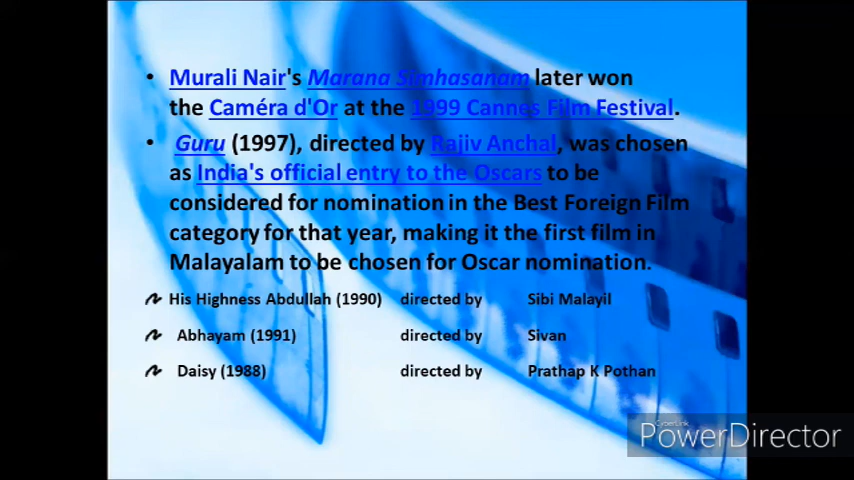 • Murali Nair's Marana Simhasanam later won
the Caméra d'Or at the 1999 Cannes Film Festival.
• Guru (1997), directed by Rajiv Anchal, was chosen
as India's official entry to the Oscars to be
considered for nomination in the Best Foreign Film
category for that year, making it the first film in
Malayalam to be chosen for Oscar nomination.
His Highness Abdullah (1990) directed by Sibi Malayil
Abhayam (1991) directed by Sivan
Daisy (1988) directed by Prathap K Pothan
CyberLink
PowerDirector